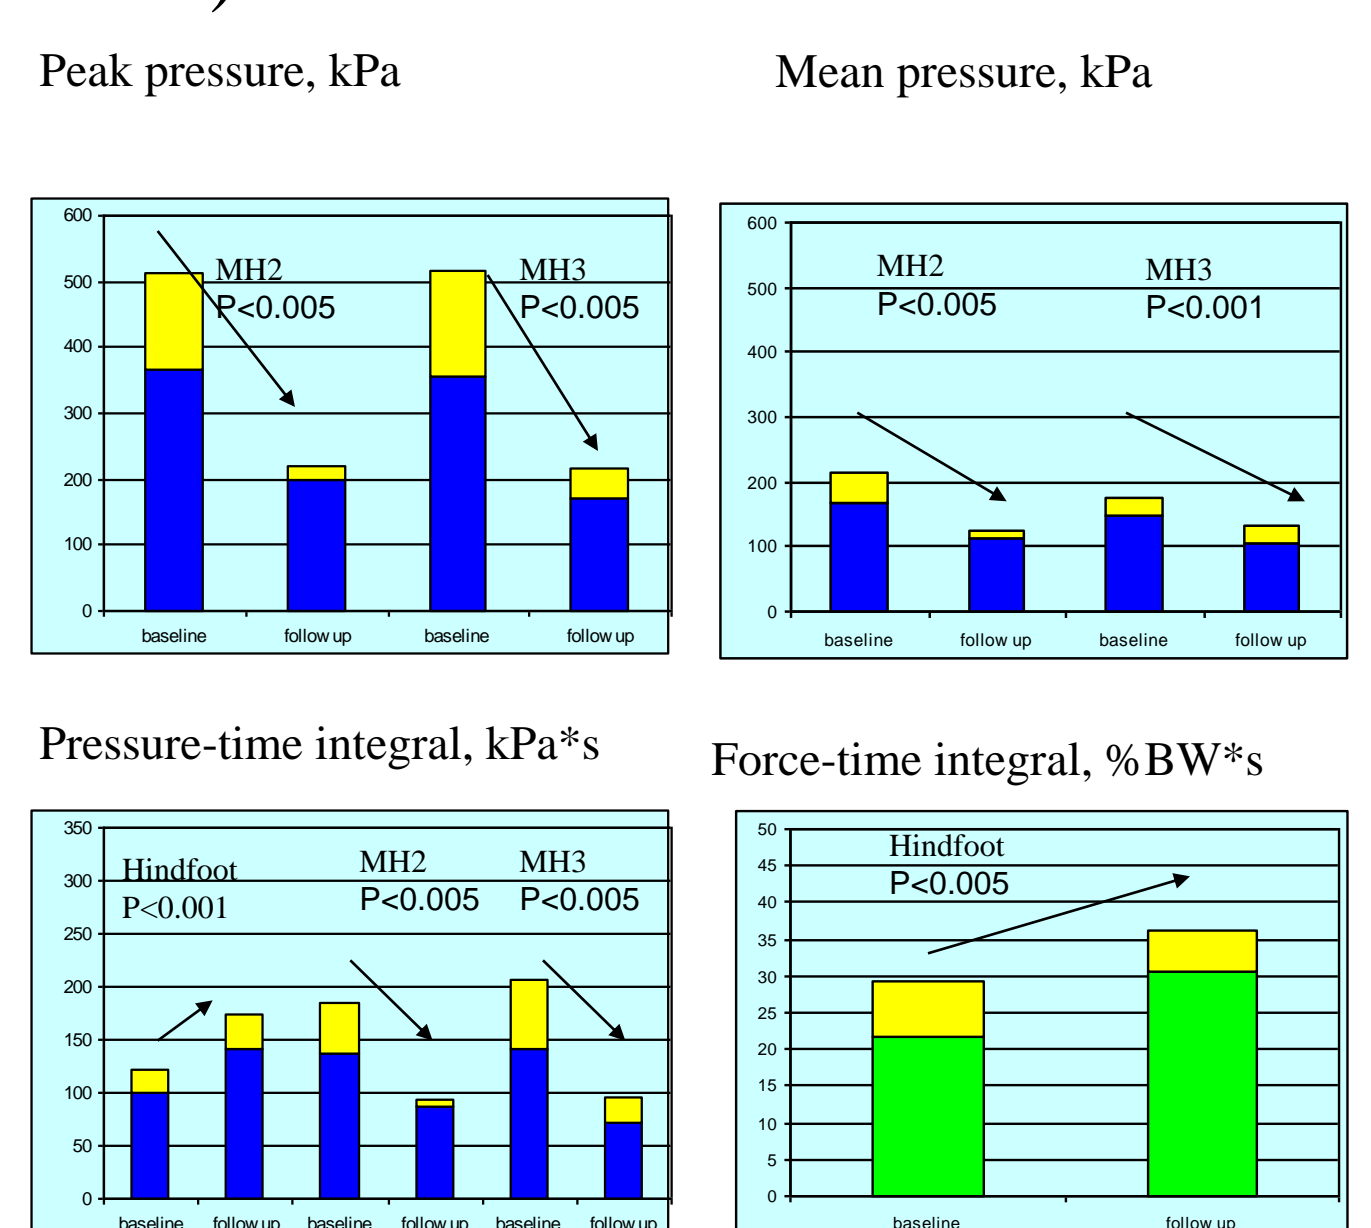 )
Peak pressure, kPa
Mean pressure, kPa
600
500
400
300
200
100
0
MH2
P<0.005
MH3
P<0.005
baseline follow up baseline follow up
600
500
400
300
200
100
0
MH2
P<0.005
MH3
P<0.001
baseline follow up baseline follow up
Pressure-time integral, kPa*s
Force-time integral, %BW*s
350
300
250
200
150
100
50
0
Hindfoot
P<0.001
MH2
P<0.005
MH3
P<0.005
baseline follow up baseline follow up baseline follow up
50
45
40
35
30
25
20
15
10
5
0
Hindfoot
P<0.005
baseline follow up